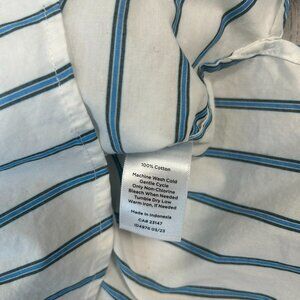 100% Cotton
Machine Wash Cold
Gentle Cycle
Only Non-Chlorine
Bleach When Needed
Tumble Dry Low
Warm Iron, If Needed
Made in Indonesia
CA# 23147
ID4976 05/23